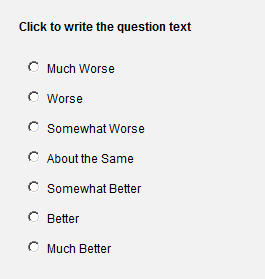 Click to write the question text
Much Worse
Worse
Somewhat Worse
About the Same
Somewhat Better
Better
Much Better